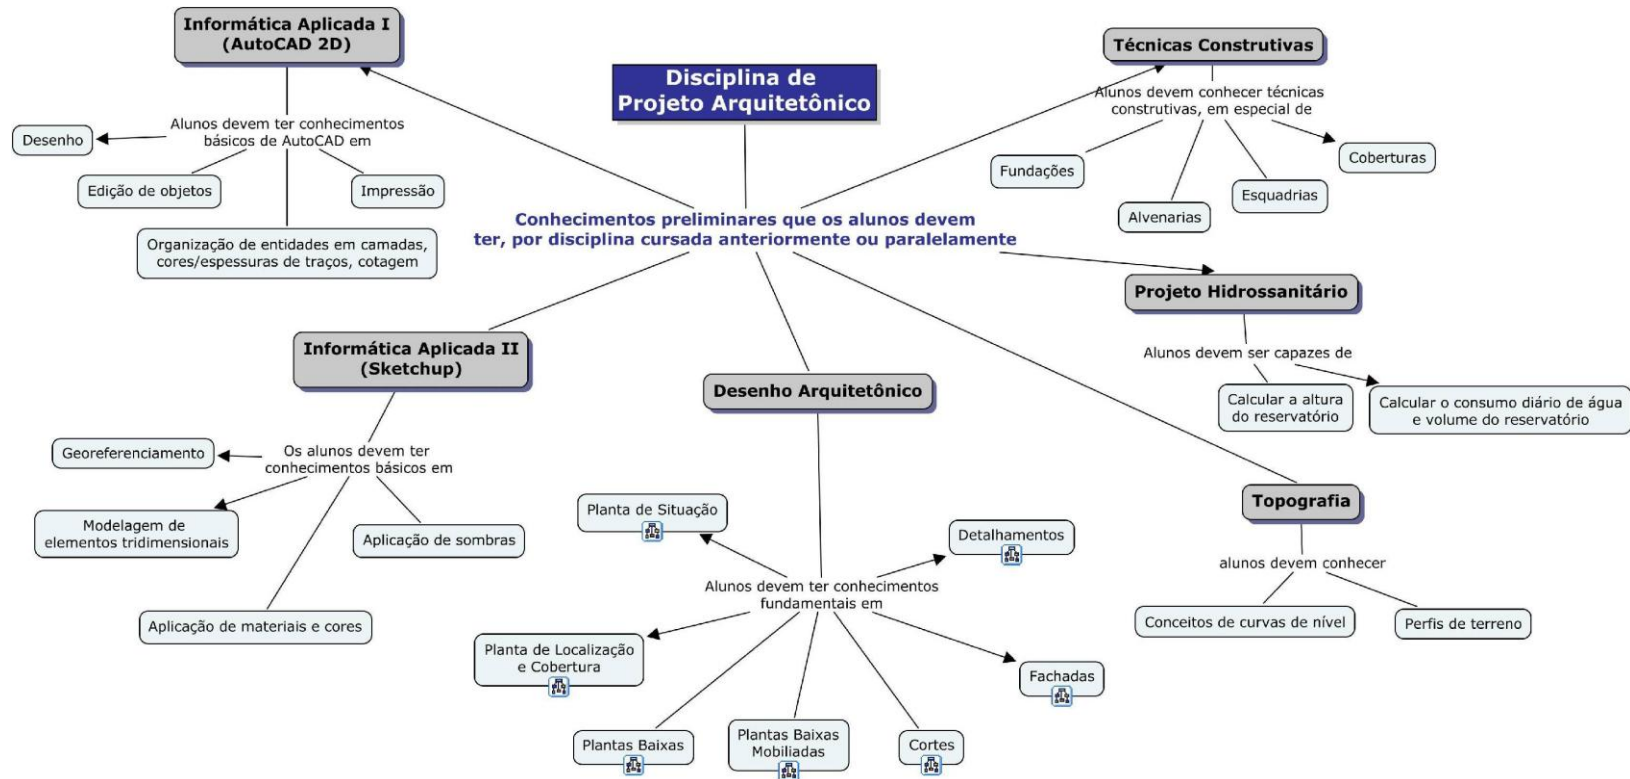 Disciplina de
Projeto Arquitetônico
Conhecimentos preliminares que os alunos devem
ter, por disciplina cursada anteriormente ou paralelamente
Informática Aplicada I
(AutoCAD 2D)
Alunos devem ter conhecimentos
básicos de AutoCAD em
Desenho
Edição de objetos
Impressão
Organização de entidades em camadas,
cores/espessuras de traços, cotagem
Técnicas Construtivas
Alunos devem conhecer técnicas
construtivas, em especial de
Fundações
Alvenarias
Esquadrias
Coberturas
Projeto Hidrossanitário
Alunos devem ser capazes de
Calcular a altura
do reservatório
Calcular o consumo diário de água
e volume do reservatório
Informática Aplicada II
(Sketchup)
Os alunos devem ter
conhecimentos básicos em
Georeferenciamento
Modelagem de
elementos tridimensionais
Aplicação de sombras
Aplicação de materiais e cores
Desenho Arquitetônico
Alunos devem ter conhecimentos
fundamentais em
Planta de Situação
Detalhamentos
Planta de Localização
e Cobertura
Fachadas
Plantas Baixas
Plantas Baixas
Mobiliadas
Cortes
Topografia
alunos devem conhecer
Conceitos de curvas de nível
Perfis de terreno